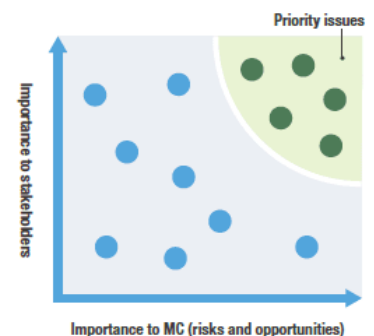 Priority issues
Importance to stakeholders
Importance to MC (risks and opportunities)